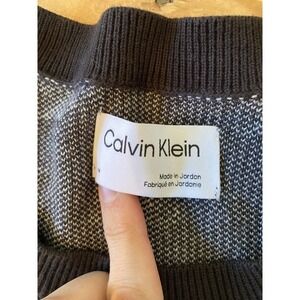 Calvin Klein
Made in Jordan
Fabriqué en Jordanie